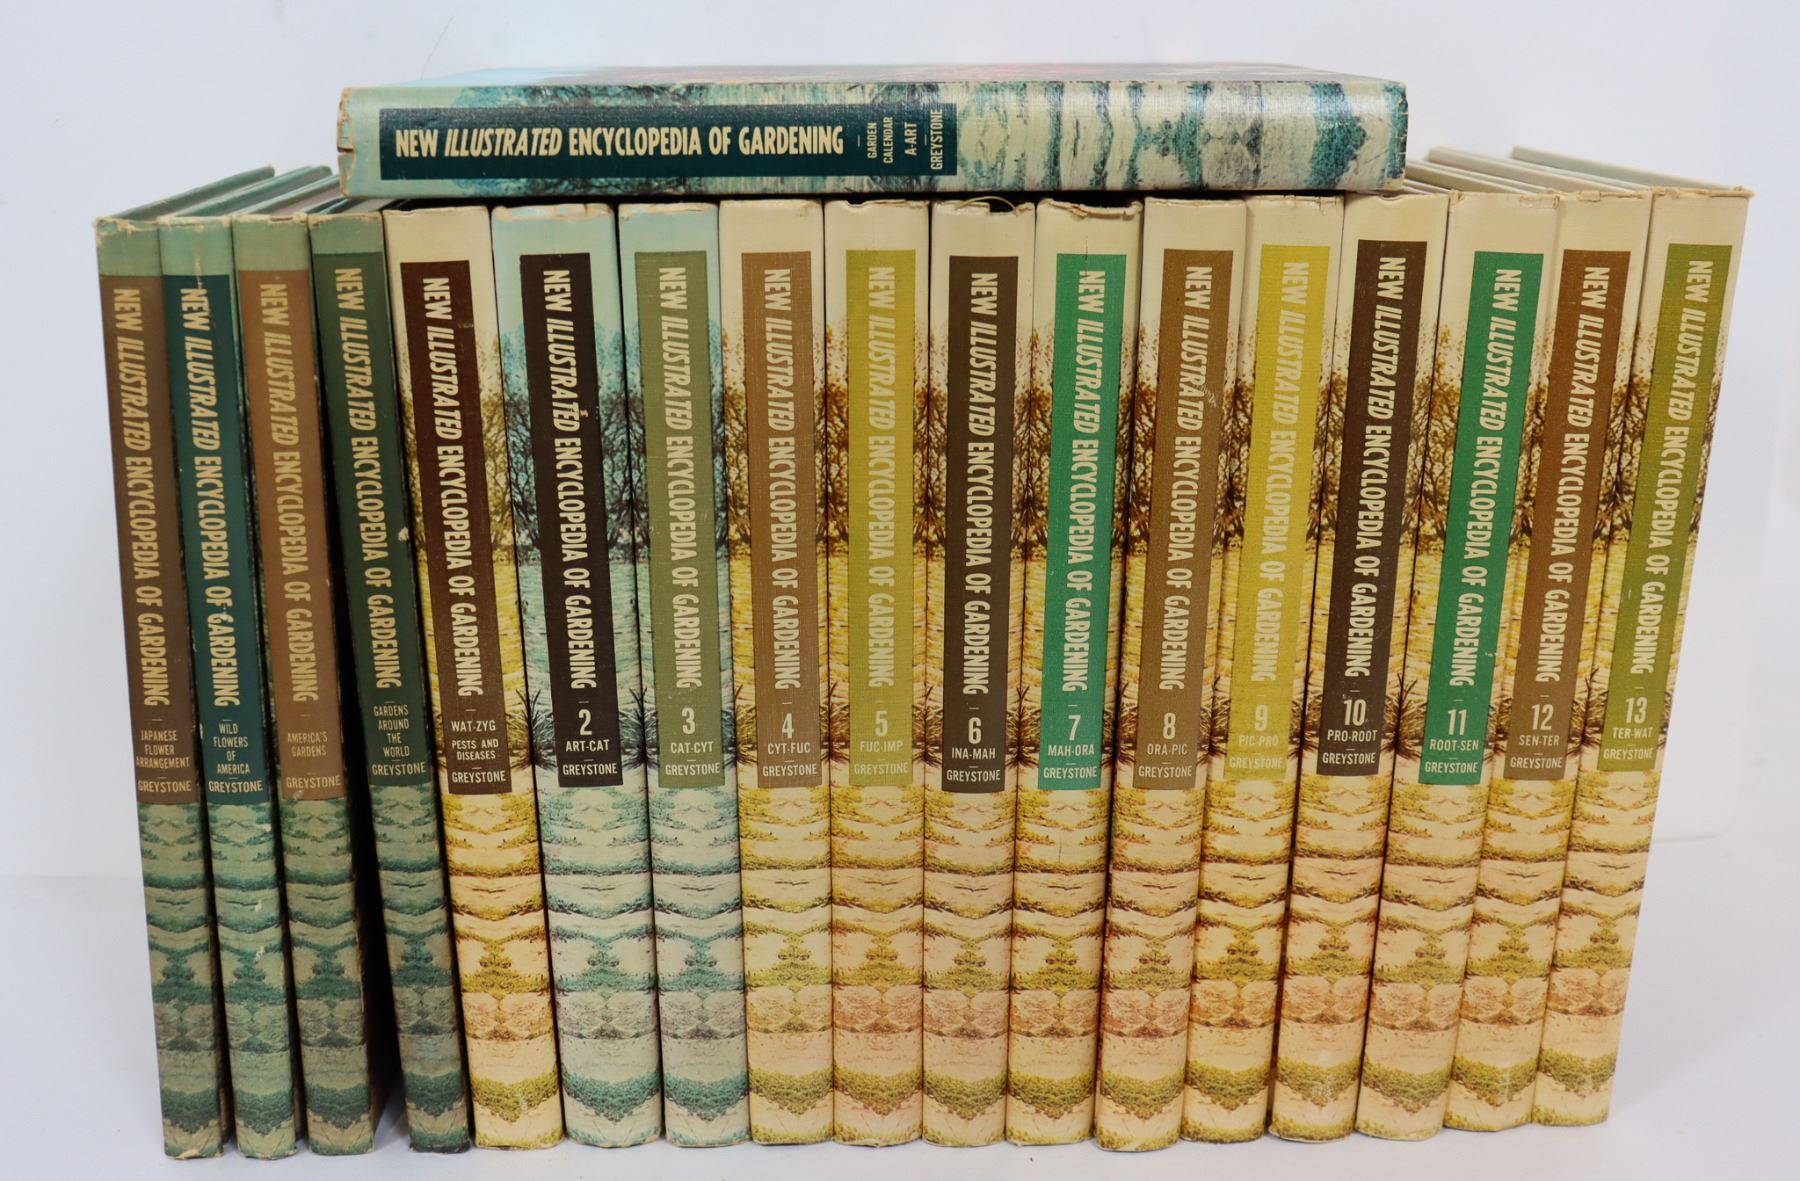 NEW ILLUSTRATED ENCYCLOPEDIA OF GARDENING
GARDEN
CALENDAR
A-ART
GREYSTONE
NEW ILLUSTRATED ENCYCLOPEDIA OF GARDENING
JAPANESE
FLOWER
ARRANGEMENT
GREYSTONE
NEW ILLUSTRATED ENCYCLOPEDIA OF GARDENING
WILD
FLOWERS
OF
AMERICA
GREYSTONE
NEW ILLUSTRATED ENCYCLOPEDIA OF GARDENING
AMERICA'S
GARDENS
GREYSTONE
NEW ILLUSTRATED ENCYCLOPEDIA OF GARDENING
GARDENS
AROUND
THE
WORLD
GREYSTONE
NEW ILLUSTRATED ENCYCLOPEDIA OF GARDENING
WAT-ZYG
PESTS AND
DISEASES
GREYSTONE
NEW ILLUSTRATED ENCYCLOPEDIA OF GARDENING
2
ART-CAT
GREYSTONE
NEW ILLUSTRATED ENCYCLOPEDIA OF GARDENING
3
CAT-CYT
GREYSTONE
NEW ILLUSTRATED ENCYCLOPEDIA OF GARDENING
4
CYT-FUC
GREYSTONE
NEW ILLUSTRATED ENCYCLOPEDIA OF GARDENING
5
FUC-IMP
GREYSTONE
NEW ILLUSTRATED ENCYCLOPEDIA OF GARDENING
6
INA-MAH
GREYSTONE
NEW ILLUSTRATED ENCYCLOPEDIA OF GARDENING
7
MAH-ORA
GREYSTONE
NEW ILLUSTRATED ENCYCLOPEDIA OF GARDENING
8
ORA-PIC
GREYSTONE
NEW ILLUSTRATED ENCYCLOPEDIA OF GARDENING
9
PIC-PRO
GREYSTONE
NEW ILLUSTRATED ENCYCLOPEDIA OF GARDENING
10
PRO-ROOT
GREYSTONE
NEW ILLUSTRATED ENCYCLOPEDIA OF GARDENING
11
ROOT-SEN
GREYSTONE
NEW ILLUSTRATED ENCYCLOPEDIA OF GARDENING
12
SEN-TER
GREYSTONE
NEW ILLUSTRATED ENCYCLOPEDIA OF GARDENING
13
TER-WAT
GREYSTONE